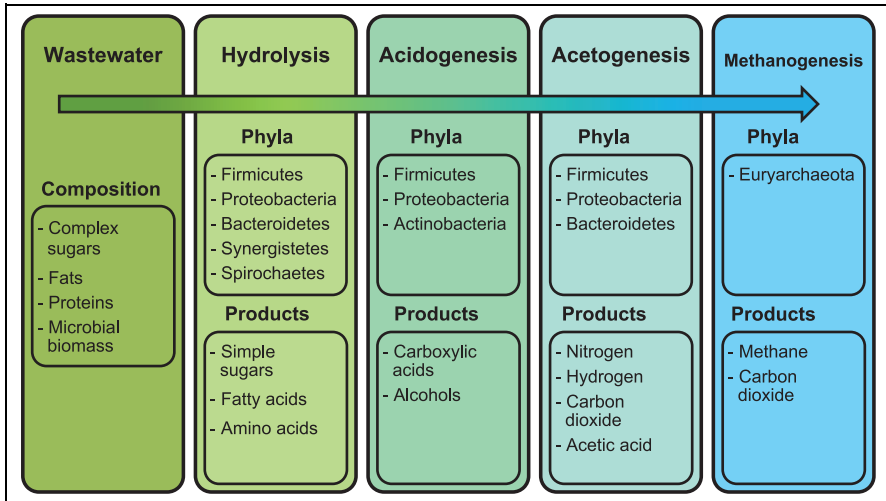 Wastewater
Composition
- Complex
sugars
- Fats
- Proteins
- Microbial
biomass
Hydrolysis
Phyla
- Firmicutes
- Proteobacteria
- Bacteroidetes
- Synergistetes
- Spirochaetes
Products
- Simple
sugars
- Fatty acids
- Amino acids
Acidogenesis
Phyla
- Firmicutes
- Proteobacteria
- Actinobacteria
Products
- Carboxylic
acids
- Alcohols
Acetogenesis
Phyla
- Firmicutes
- Proteobacteria
- Bacteroidetes
Products
- Nitrogen
- Hydrogen
- Carbon
dioxide
- Acetic acid
Methanogenesis
Phyla
- Euryarchaeota
Products
- Methane
- Carbon
dioxide